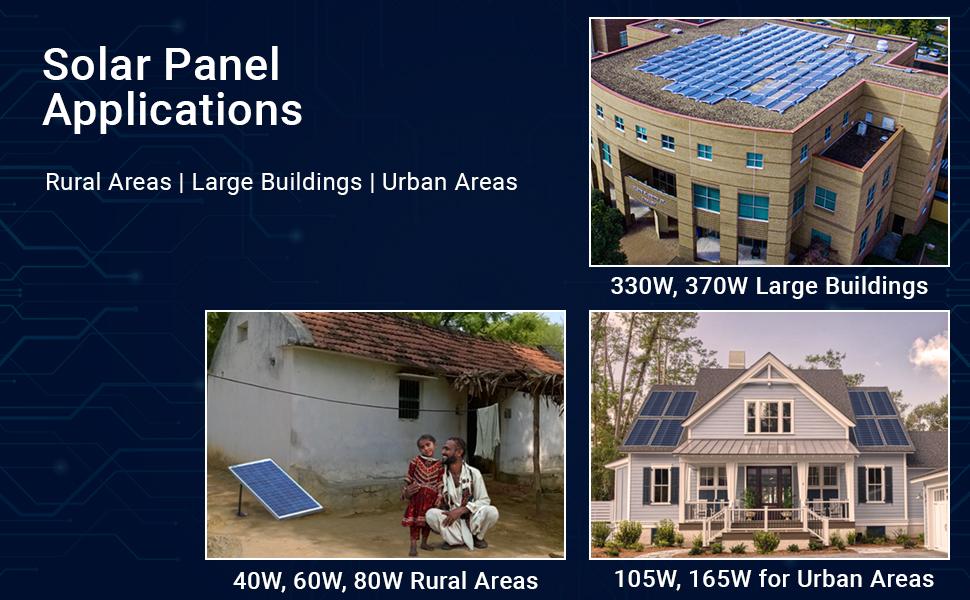 Solar Panel
Applications
Rural Areas | Large Buildings | Urban Areas
330W, 370W Large Buildings
40W, 60W, 80W Rural Areas
105W, 165W for Urban Areas